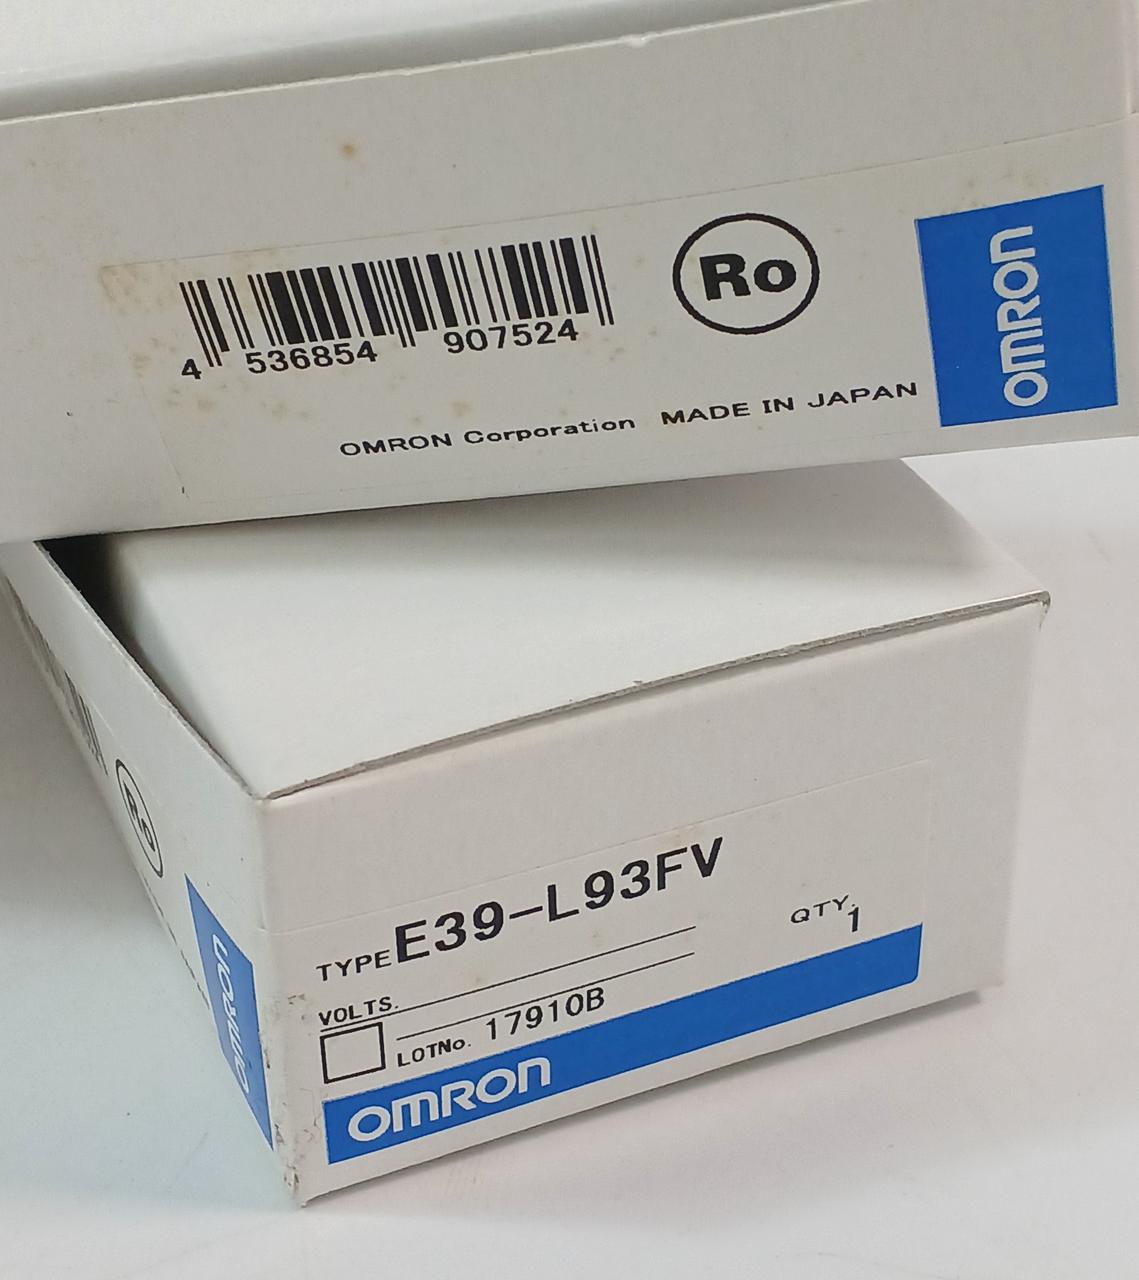 4 536854 907524
Ro
OMRON
OMRON Corporation MADE IN JAPAN
Ro
OMRON
TYPE E39-L93FV
QTY. 1
VOLTS.
LOTNo. 17910B
OMRON